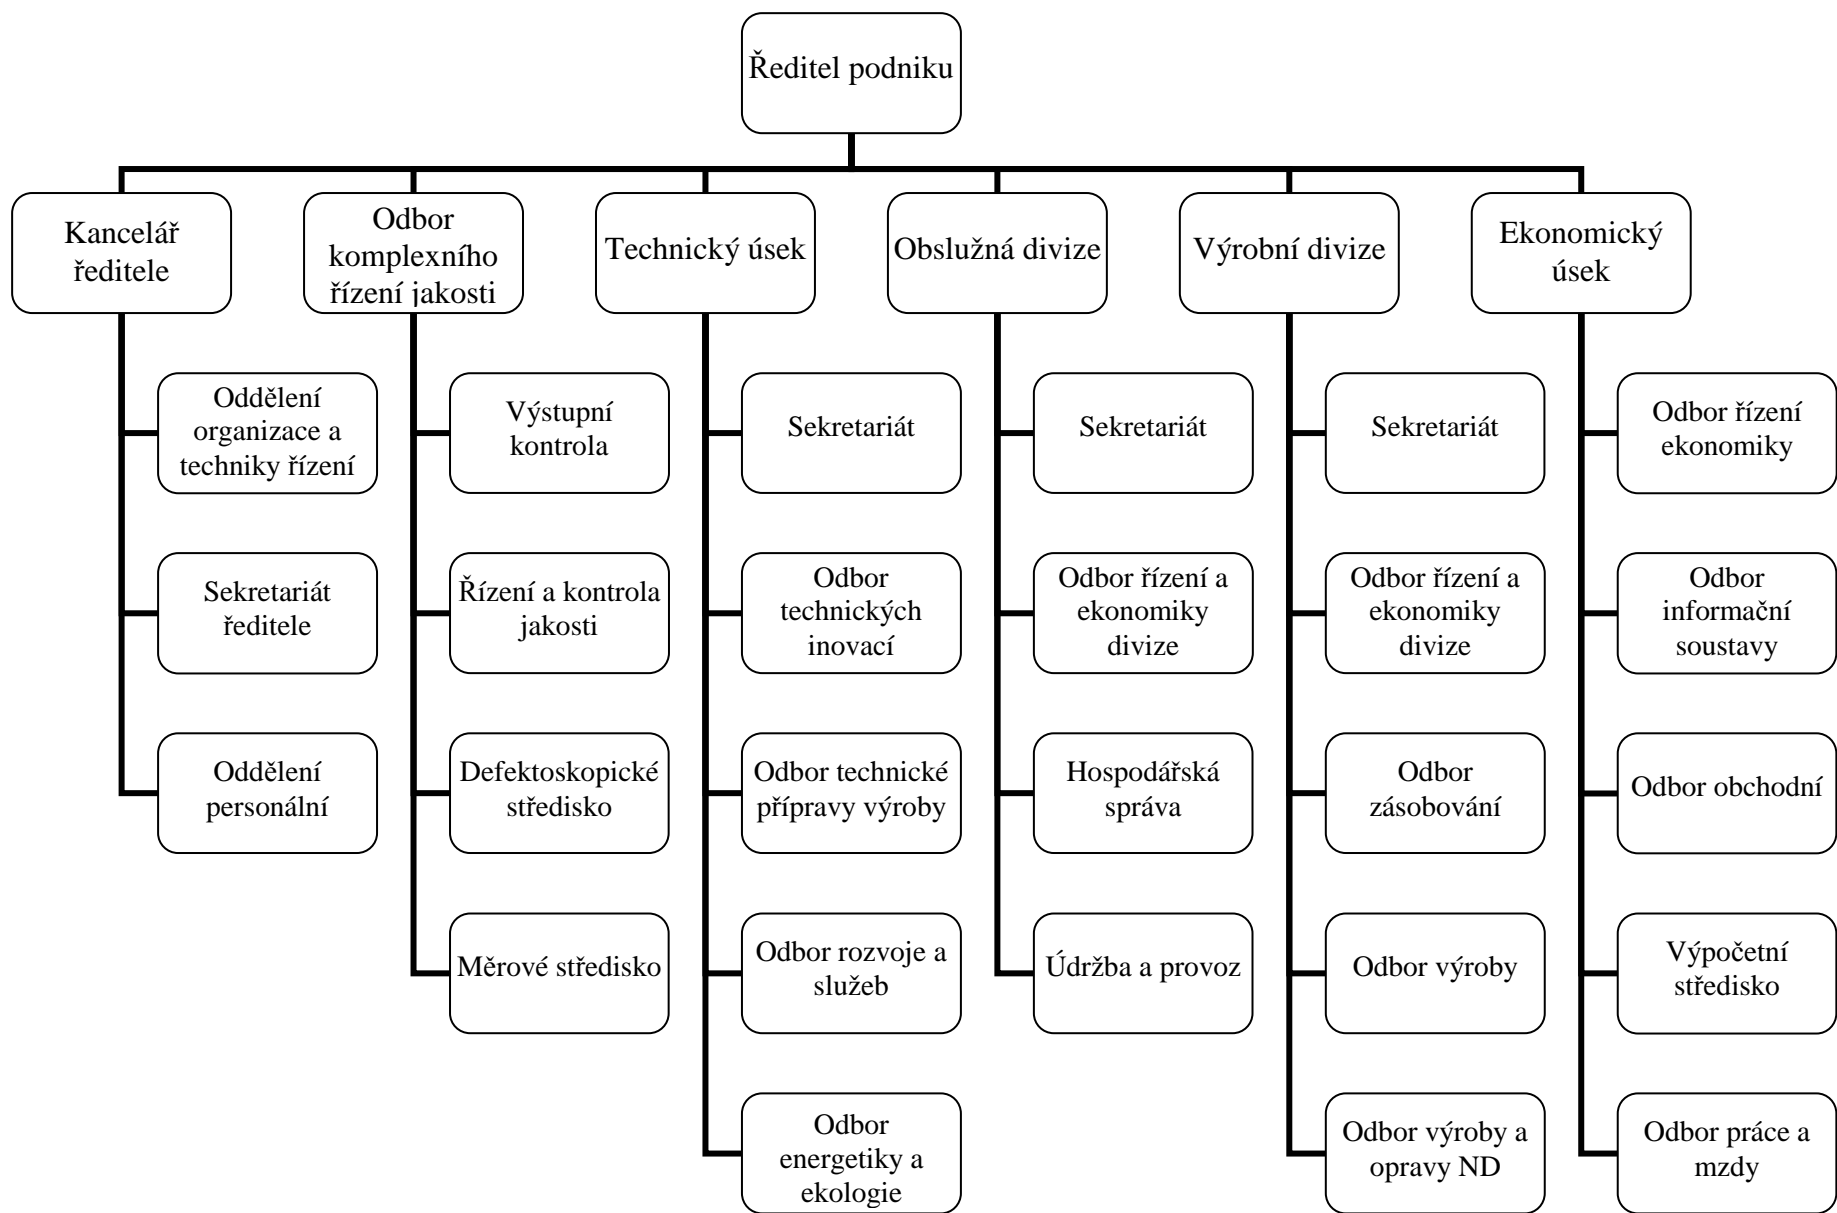 Ředitel podniku
Kancelář
ředitele
Odbor
komplexního
řízení jakosti
Technický úsek
Obslužná divize
Výrobní divize
Ekonomický
úsek
Oddělení
organizace a
techniky řízení
Výstupní
kontrola
Sekretariát
Sekretariát
Sekretariát
Odbor řízení
ekonomiky
Sekretariát
ředitele
Řízení a kontrola
jakosti
Odbor
technických
inovací
Odbor řízení a
ekonomiky
divize
Odbor řízení a
ekonomiky
divize
Odbor
informační
soustavy
Oddělení
personální
Defektoskopické
středisko
Odbor technické
přípravy výroby
Hospodářská
správa
Odbor
zásobování
Odbor obchodní
Měrové středisko
Odbor rozvoje a
služeb
Údržba a provoz
Odbor výroby
Výpočetní
středisko
Odbor
energetiky a
ekologie
Odbor výroby a
opravy ND
Odbor práce a
mzdy